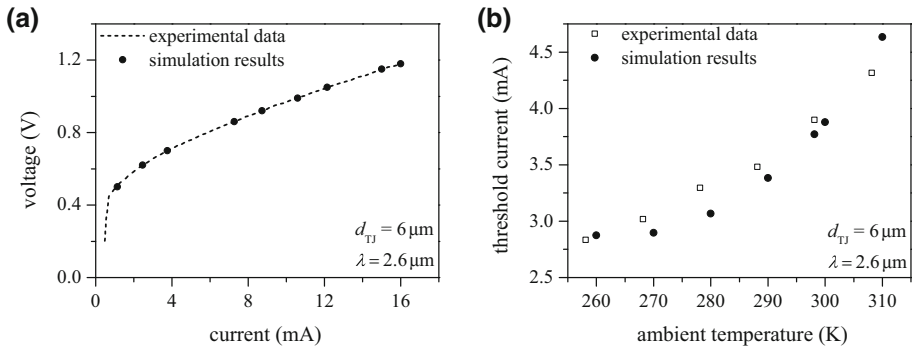 (a)
experimental data
simulation results
1.2
0.8
0.4
0.0
voltage (V)
0 4 8 12 16
current (mA)
d_TJ = 6 μm
λ = 2.6 μm
(b)
experimental data
simulation results
4.5
4.0
3.5
3.0
2.5
threshold current (mA)
260 270 280 290 300 310
ambient temperature (K)
d_TJ = 6 μm
λ = 2.6 μm